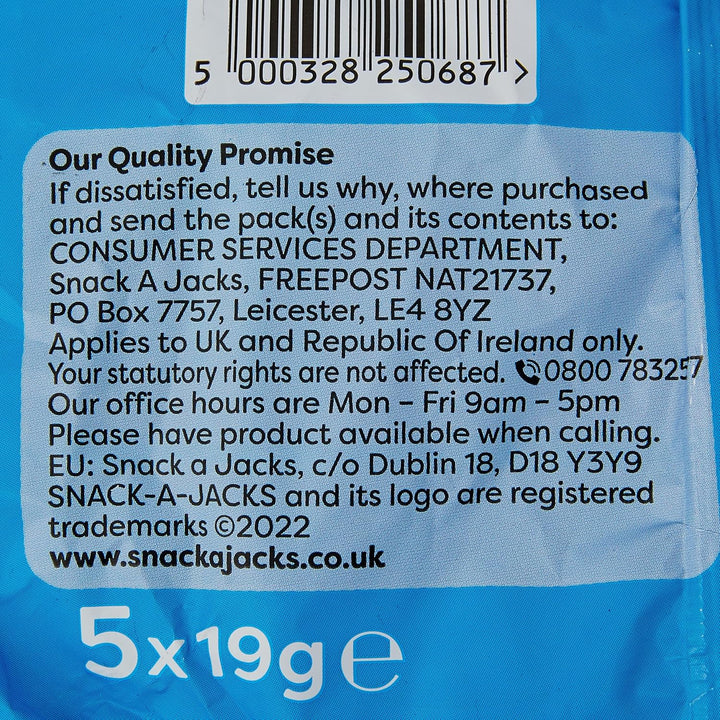 5 000328 250687 >
Our Quality Promise
If dissatisfied, tell us why, where purchased
and send the pack(s) and its contents to:
CONSUMER SERVICES DEPARTMENT,
Snack A Jacks, FREEPOST NAT21737,
PO Box 7757, Leicester, LE4 8YZ
Applies to UK and Republic Of Ireland only.
Your statutory rights are not affected. 0800 783257
Our office hours are Mon – Fri 9am – 5pm
Please have product available when calling.
EU: Snack a Jacks, c/o Dublin 18, D18 Y3Y9
SNACK-A-JACKS and its logo are registered
trademarks ©2022
www.snackajacks.co.uk
5x19g ℮